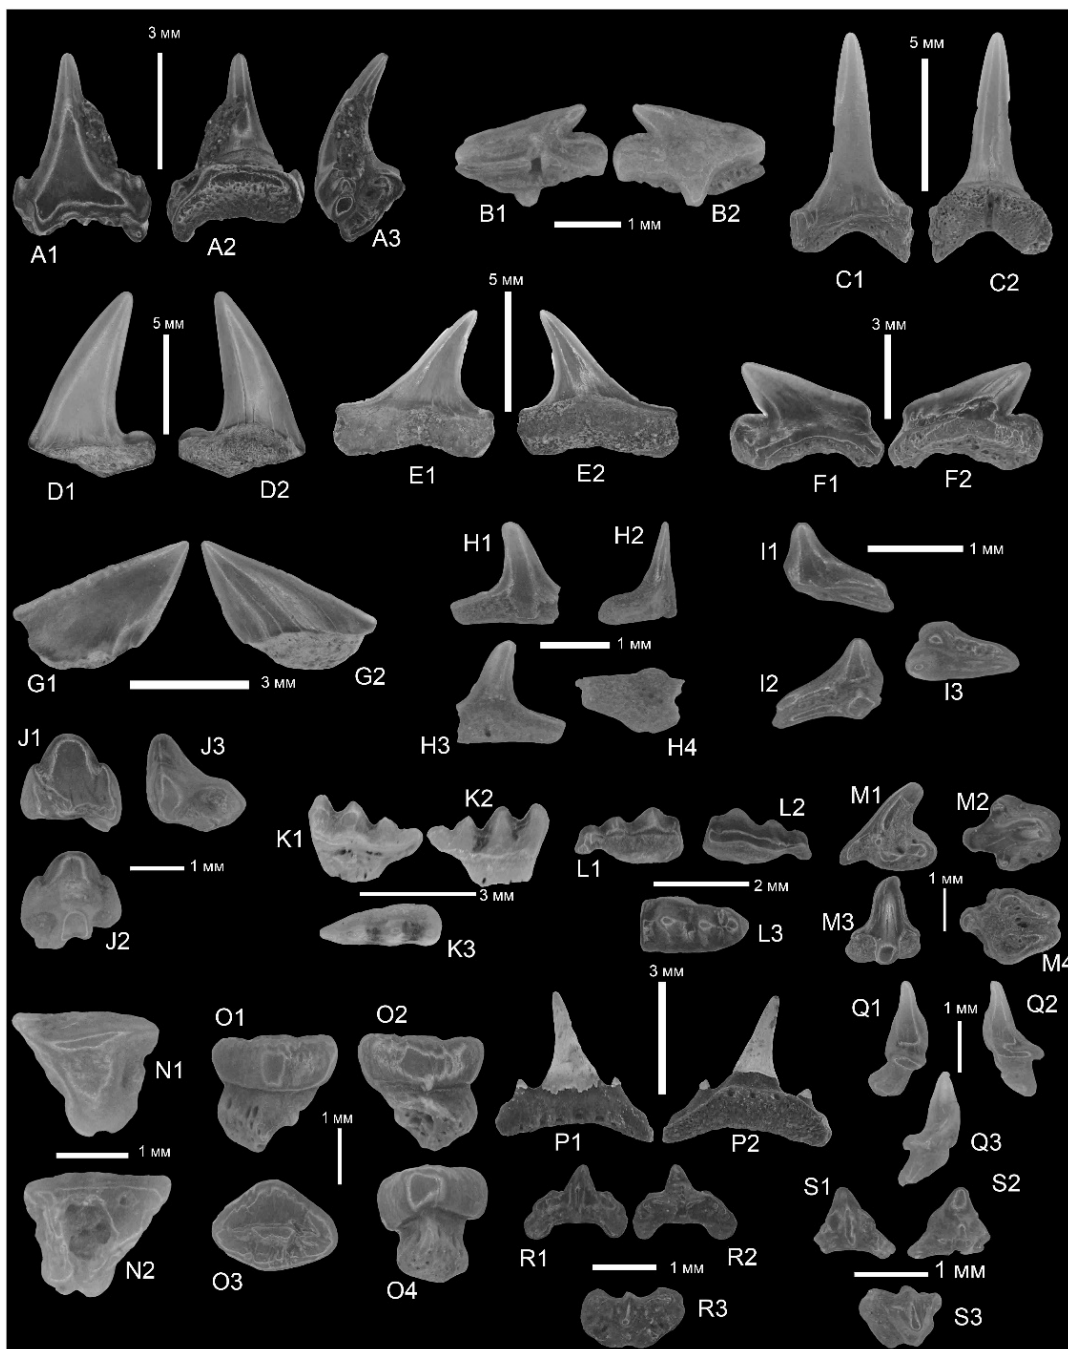 3 мм
A1
A2
A3
B1
B2
1 мм
5 мм
C1
C2
5 мм
D1
D2
5 мм
E1
E2
3 мм
F1
F2
G1
G2
3 мм
H1
H2
1 мм
H3
H4
I1
1 мм
I2
I3
J1
J3
1 мм
J2
K1
K2
3 мм
K3
L1
L2
2 мм
L3
M1
M2
1 мм
M3
M4
N1
1 мм
N2
O1
O2
1 мм
O3
O4
3 мм
P1
P2
Q1
1 мм
Q2
Q3
R1
R2
1 мм
R3
S1
S2
1 мм
S3